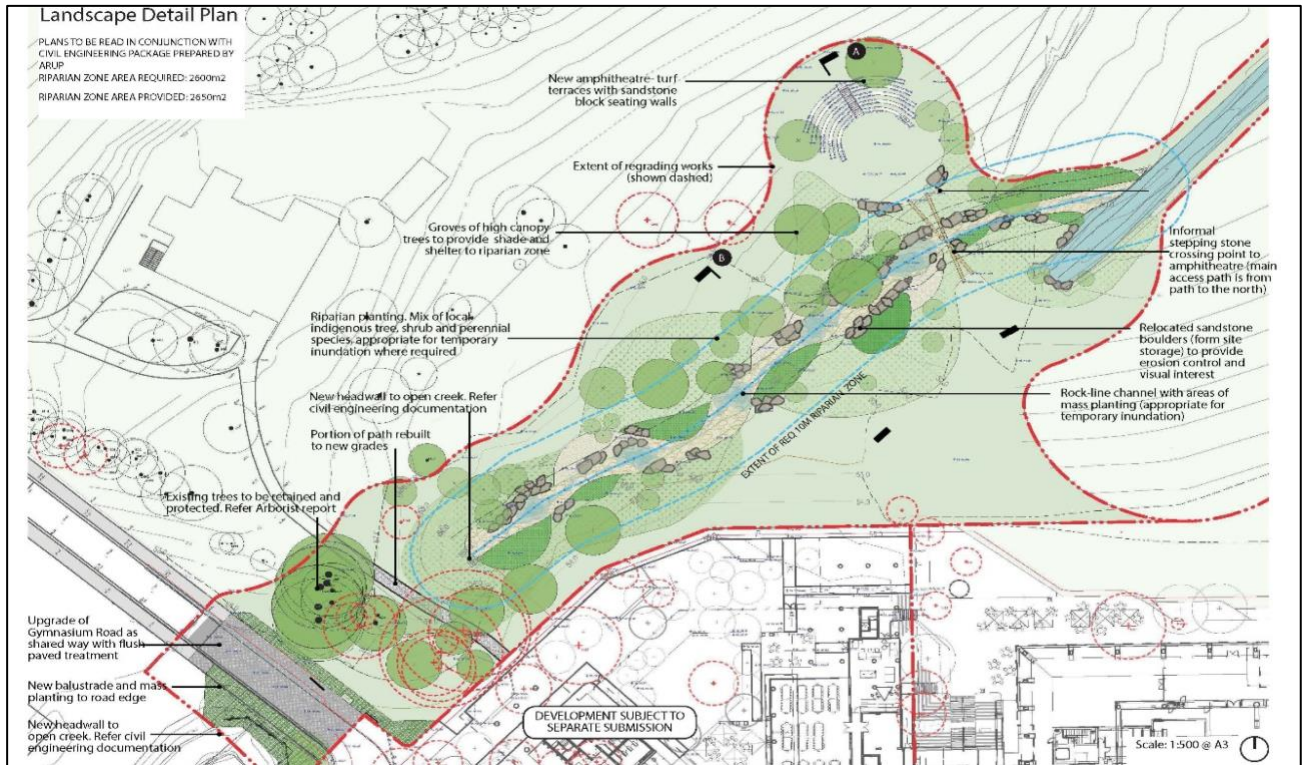 Landscape Detail Plan
PLANS TO BE READ IN CONJUNCTION WITH
CIVIL ENGINEERING PACKAGE PREPARED BY
ARUP
RIPARIAN ZONE AREA REQUIRED: 2600m2
RIPARIAN ZONE AREA PROVIDED: 2650m2
A
New amphitheatre- turf
terraces with sandstone
block seating walls
Extent of regrading works
(shown dashed)
Groves of high canopy
trees to provide shade and
shelter to riparian zone
B
Informal
stepping stone
crossing point to
amphitheatre (main
access path is from
path to the north)
Riparian planting. Mix of local
indigenous tree, shrub and perennial
species, appropriate for temporary
inundation where required
Relocated sandstone
boulders (form site
storage) to provide
erosion control and
visual interest
New headwall to open creek. Refer
civil engineering documentation
Rock-line channel with areas of
mass planting (appropriate for
temporary inundation)
EXTENT OF REQ 10M RIPARIAN ZONE
Portion of path rebuilt
to new grades
Existing trees to be retained and
protected. Refer Arborist report
Upgrade of
Gymnasium Road as
shared way with flush
paved treatment
New balustrade and mass
planting to road edge
New headwall to
open creek. Refer civil
engineering documentation
DEVELOPMENT SUBJECT TO
SEPARATE SUBMISSION
Scale: 1:500 @ A3